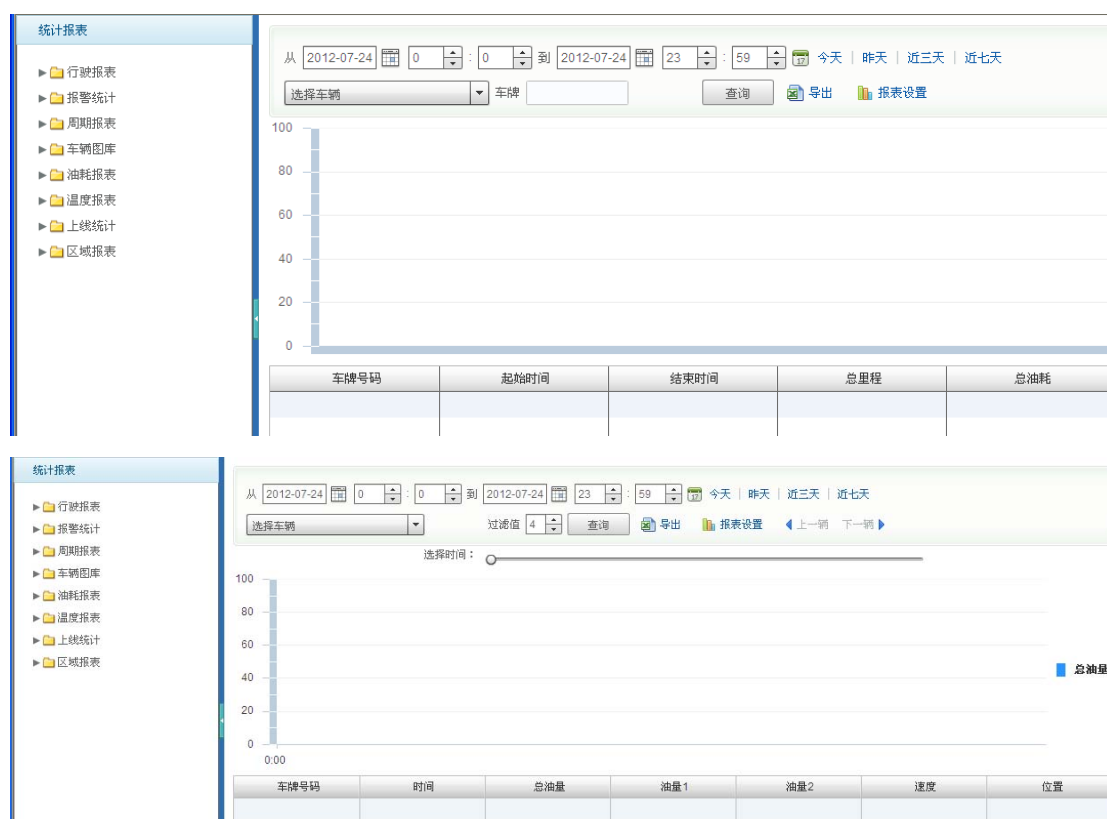 统计报表
行驶报表
报警统计
周期报表
车辆图库
油耗报表
温度报表
上线统计
区域报表
从 2012-07-24 0 : 0 到 2012-07-24 23 : 59 今天 | 昨天 | 近三天 | 近七天
选择车辆 车牌 查询 导出 报表设置
100
80
60
40
20
0
车牌号码 起始时间 结束时间 总里程 总油耗
统计报表
行驶报表
报警统计
周期报表
车辆图库
油耗报表
温度报表
上线统计
区域报表
从 2012-07-24 0 : 0 到 2012-07-24 23 : 59 17 今天 | 昨天 | 近三天 | 近七天
选择车辆 过滤值 4 查询 导出 报表设置 上一辆 下一辆
选择时间：
100
80
60
40
20
0
0:00
总油量
车牌号码 时间 总油量 油量1 油量2 速度 位置